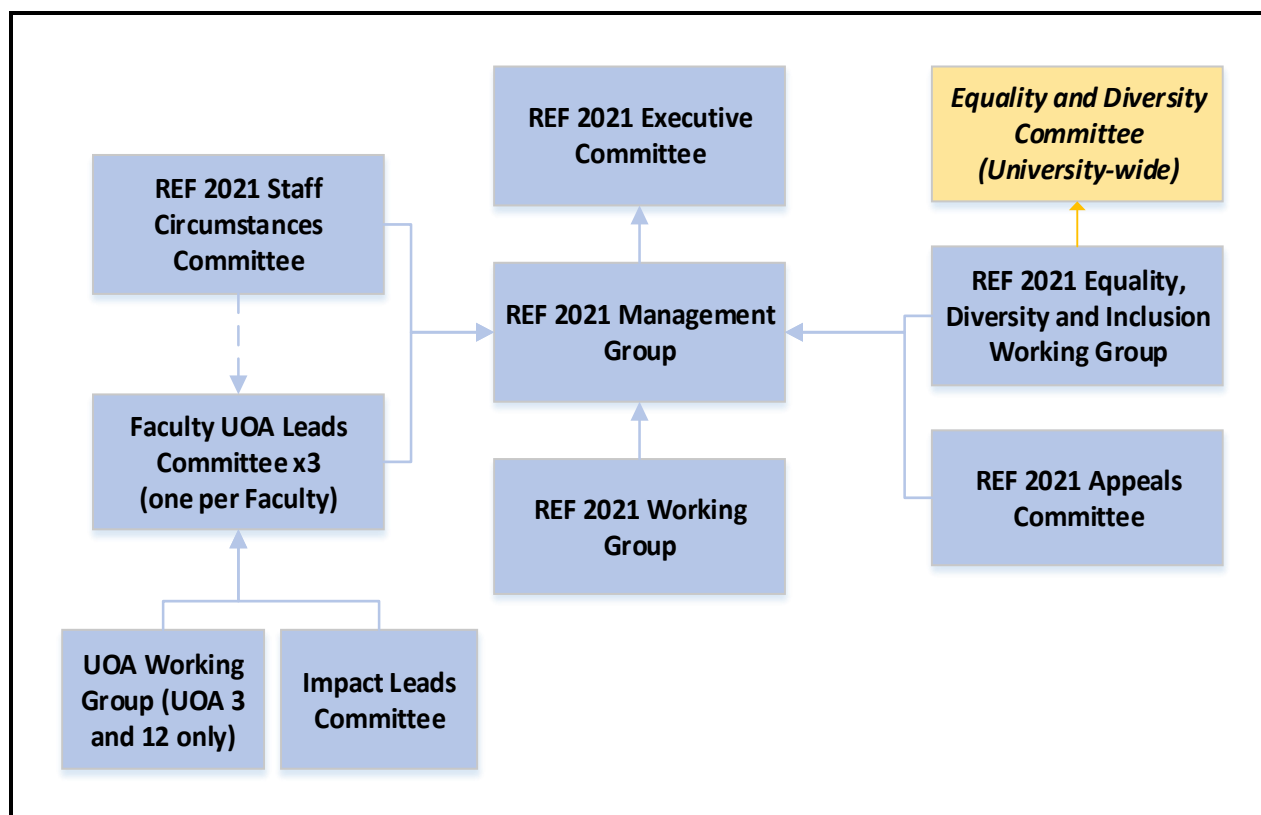 REF 2021 Executive
Committee
Equality and Diversity
Committee
(University-wide)
REF 2021 Staff
Circumstances
Committee
REF 2021 Management
Group
REF 2021 Equality,
Diversity and Inclusion
Working Group
Faculty UOA Leads
Committee x3
(one per Faculty)
REF 2021 Working
Group
REF 2021 Appeals
Committee
UOA Working
Group (UOA 3
and 12 only)
Impact Leads
Committee